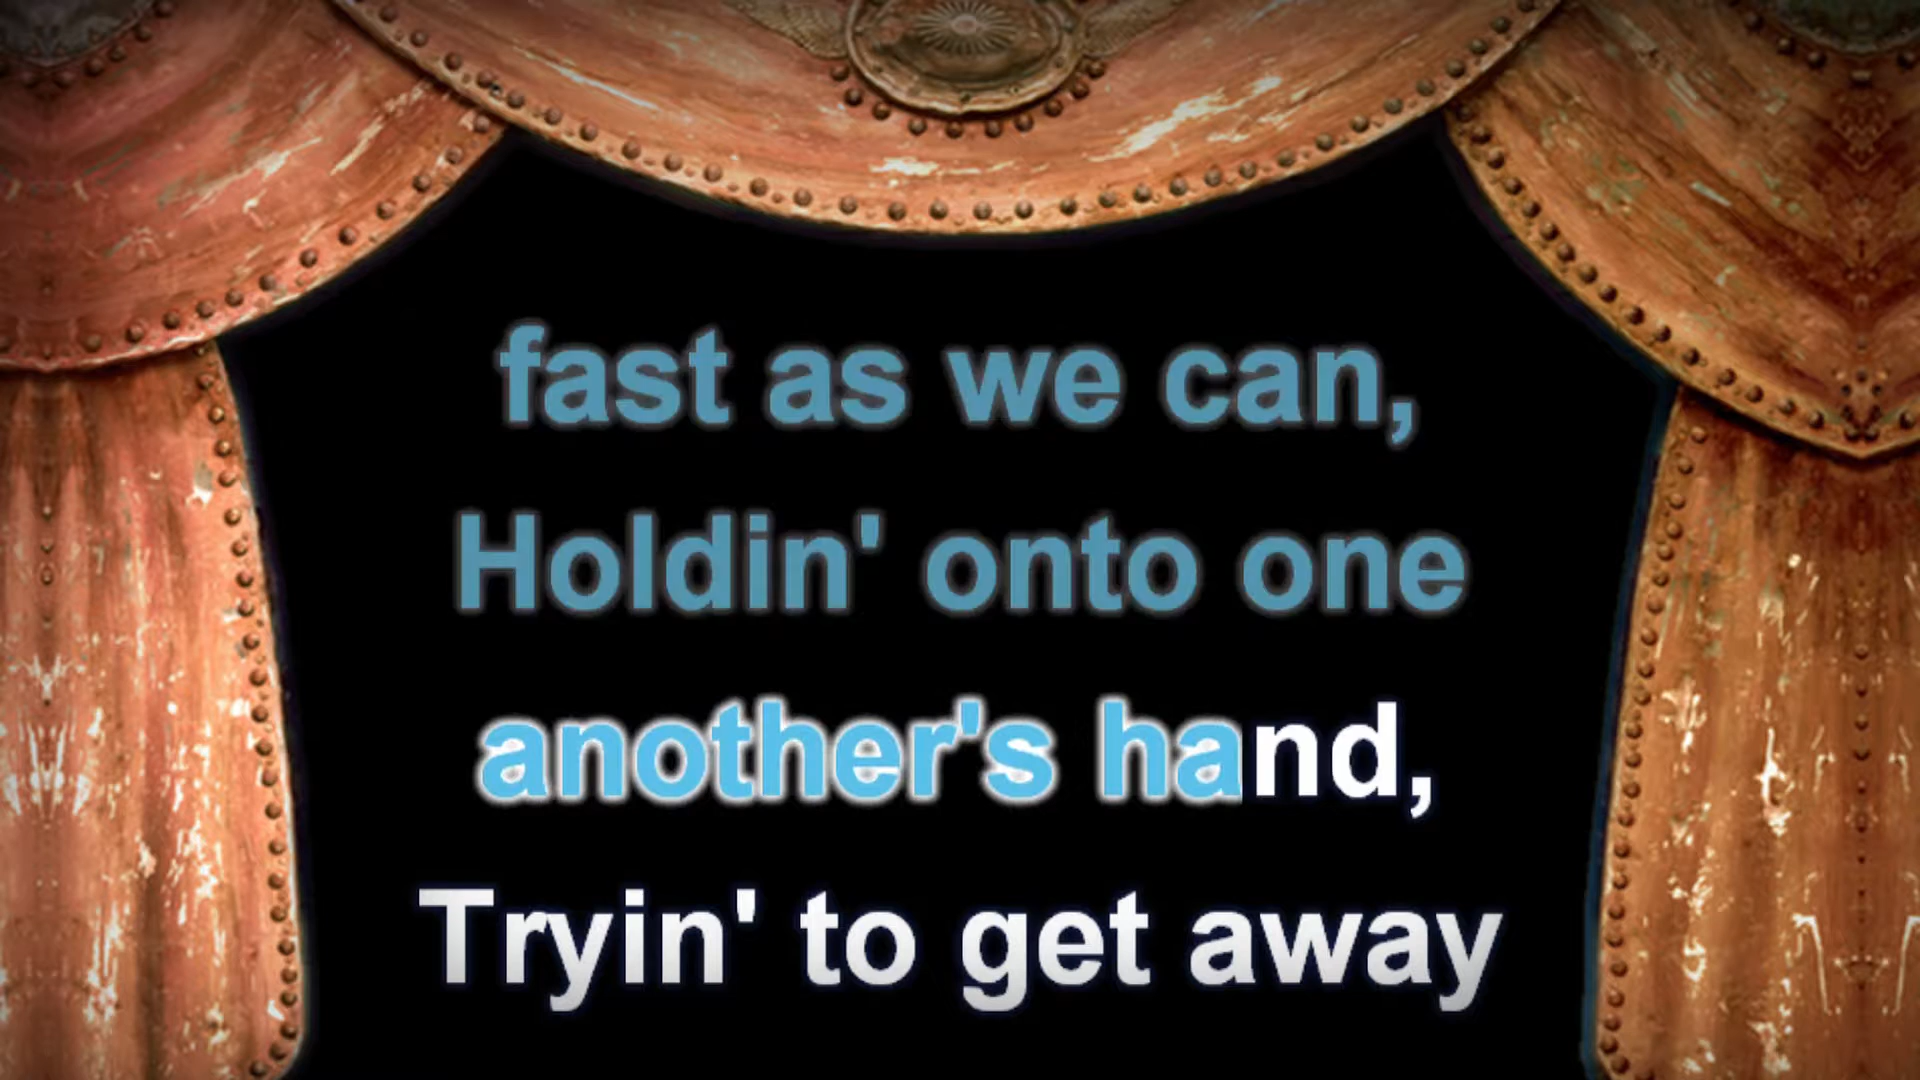 fast as we can,
Holdin' onto one
another's hand,
Tryin' to get away